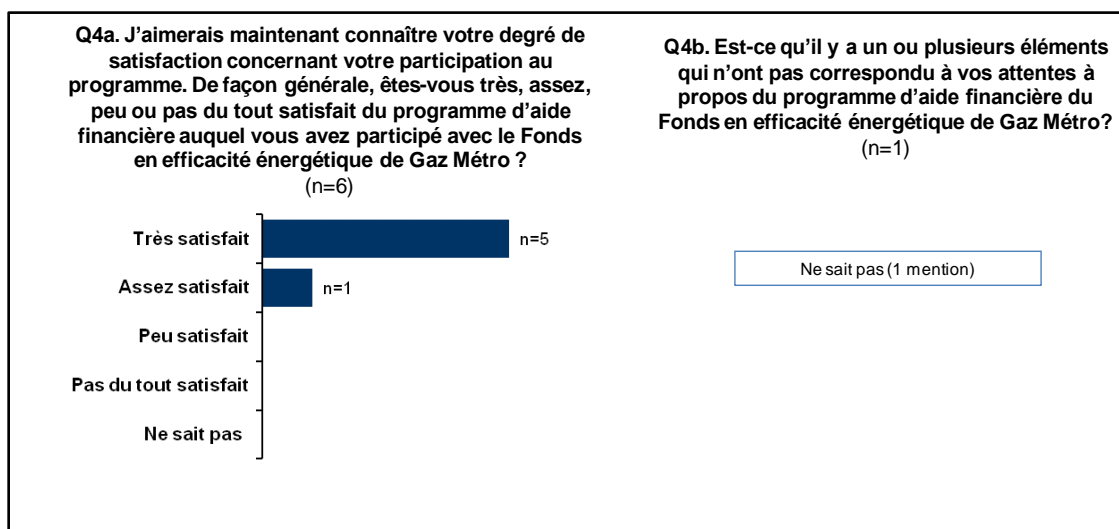 Q4a. J’aimerais maintenant connaître votre degré de
satisfaction concernant votre participation au
programme. De façon générale, êtes-vous très, assez,
peu ou pas du tout satisfait du programme d’aide
financière auquel vous avez participé avec le Fonds
en efficacité énergétique de Gaz Métro ?
(n=6)
Très satisfait n=5
Assez satisfait n=1
Peu satisfait
Pas du tout satisfait
Ne sait pas
Q4b. Est-ce qu’il y a un ou plusieurs éléments
qui n’ont pas correspondu à vos attentes à
propos du programme d’aide financière du
Fonds en efficacité énergétique de Gaz Métro?
(n=1)
Ne sait pas (1 mention)